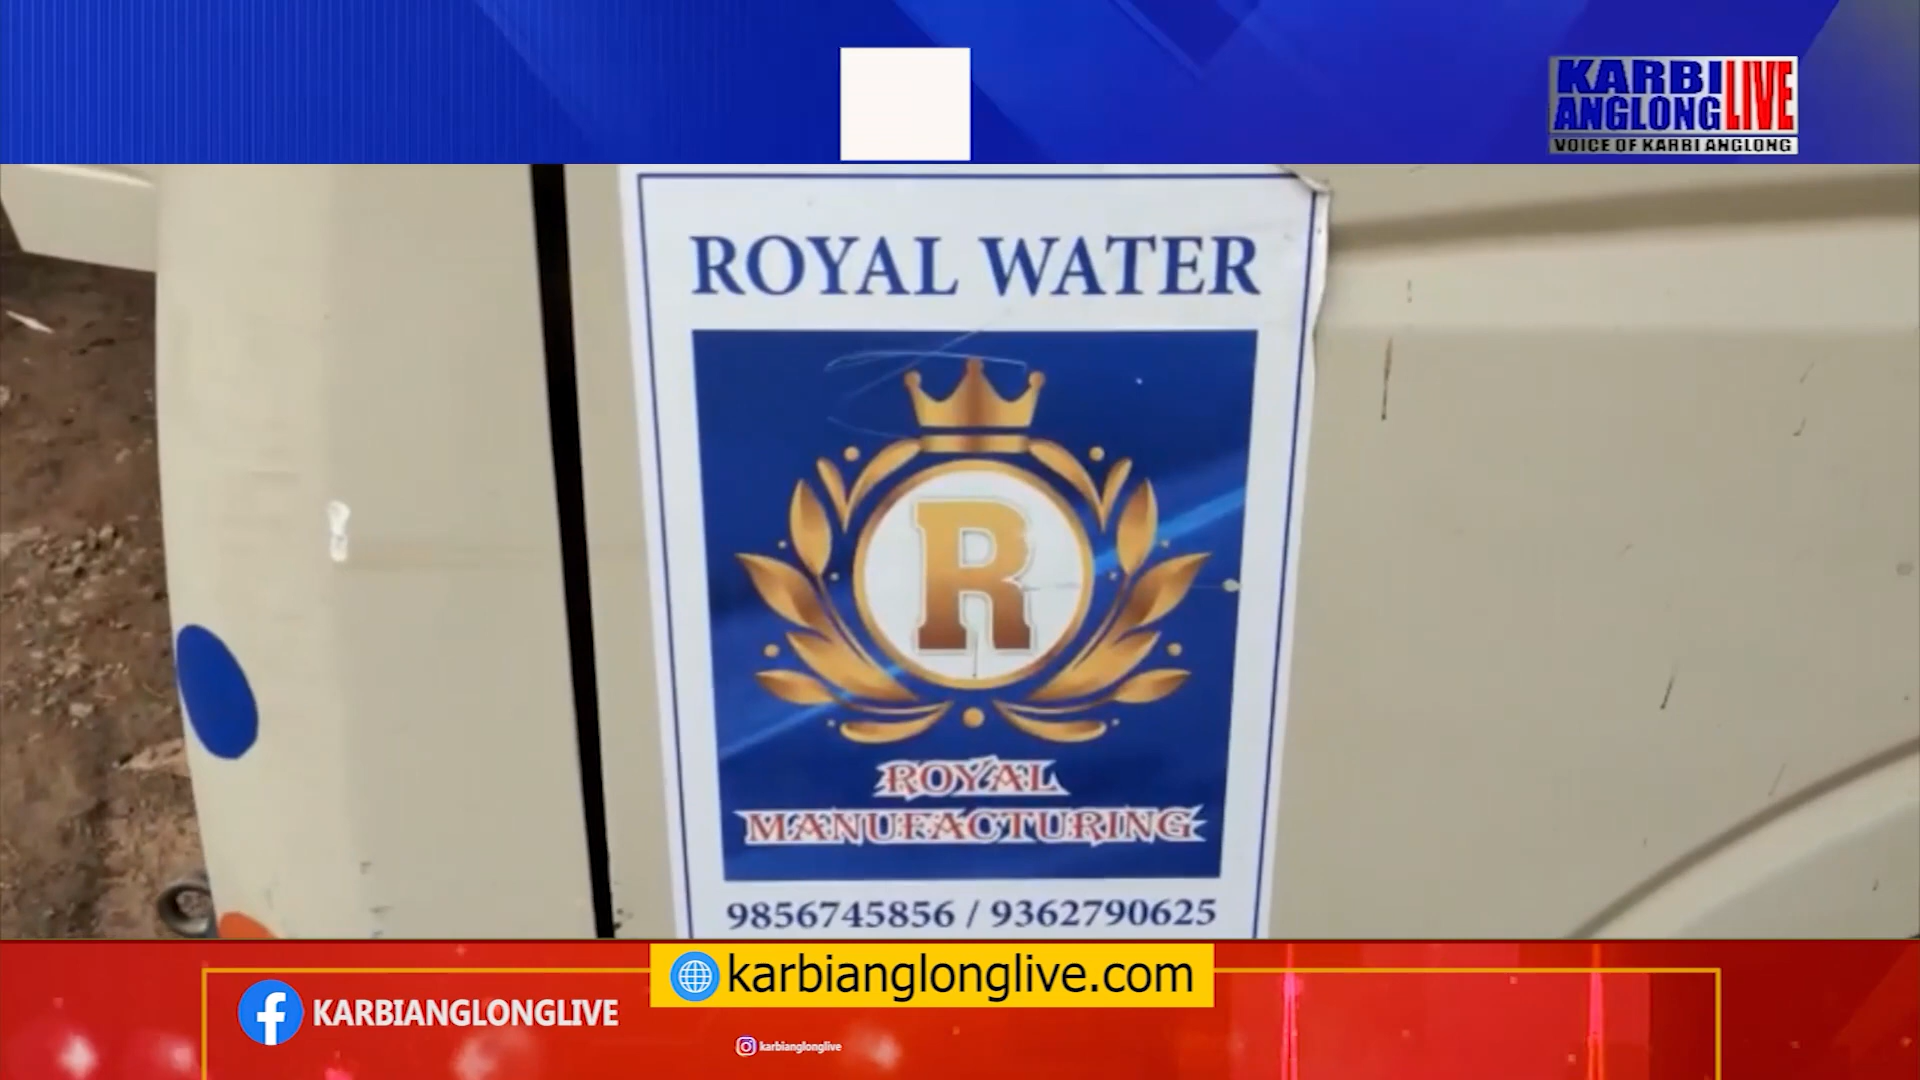 KARBI
ANGLONG
LIVE
VOICE OF KARBI ANGLONG
ROYAL WATER
R
ROYAL
MANUFACTURING
9856745856 / 9362790625
karbianglonglive.com
KARBIANGLONGLIVE
karbianglonglive